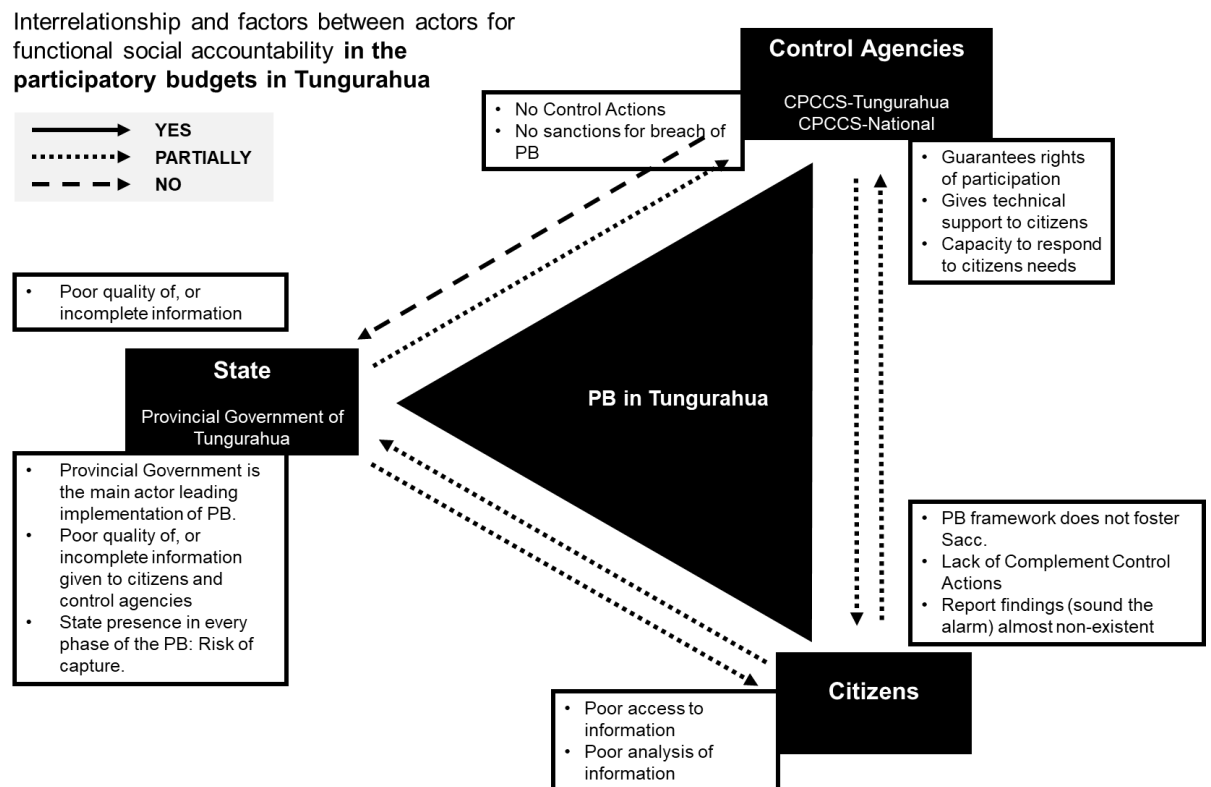 Interrelationship and factors between actors for
functional social accountability in the
participatory budgets in Tungurahua
YES
PARTIALLY
NO
Control Agencies
CPCCS-Tungurahua
CPCCS-National
• No Control Actions
• No sanctions for breach of
PB
• Guarantees rights
of participation
• Gives technical
support to citizens
• Capacity to respond
to citizens needs
• Poor quality of, or
incomplete information
State
Provincial Government of
Tungurahua
PB in Tungurahua
• Provincial Government is
the main actor leading
implementation of PB.
• Poor quality of, or
incomplete information
given to citizens and
control agencies
• State presence in every
phase of the PB: Risk of
capture.
• PB framework does not foster
Sacc.
• Lack of Complement Control
Actions
• Report findings (sound the
alarm) almost non-existent
Citizens
• Poor access to
information
• Poor analysis of
information